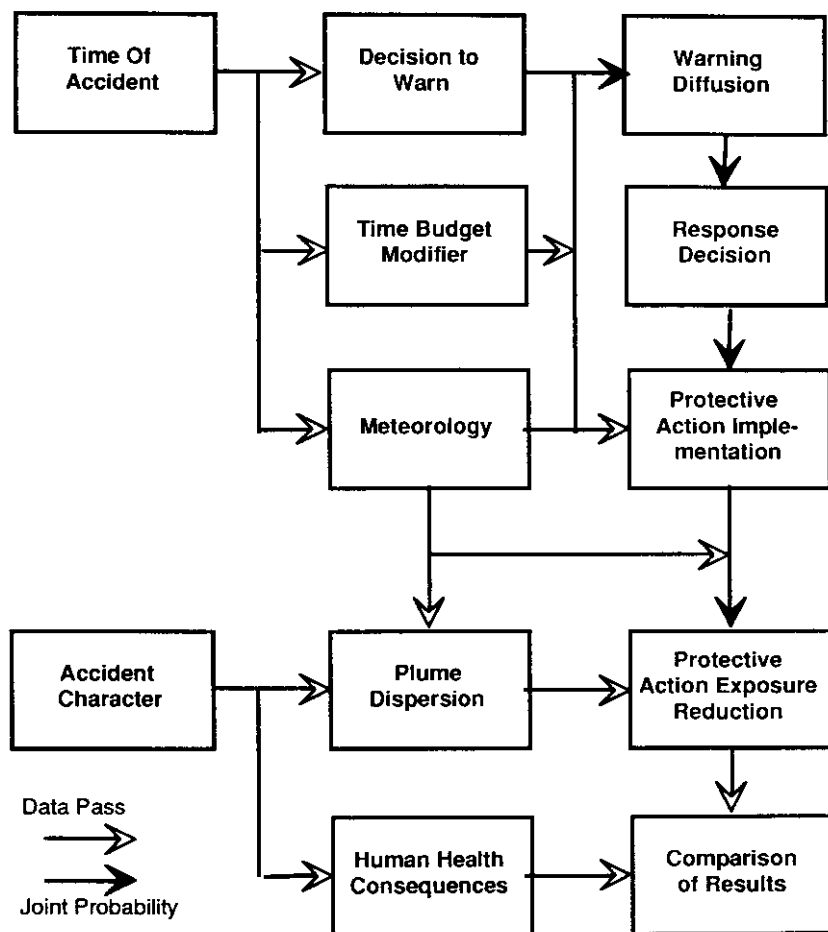 Time Of
Accident
Decision to
Warn
Warning
Diffusion
Time Budget
Modifier
Response
Decision
Meteorology
Protective
Action Imple-
mentation
Accident
Character
Plume
Dispersion
Protective
Action Exposure
Reduction
Data Pass
Joint Probability
Human Health
Consequences
Comparison
of Results